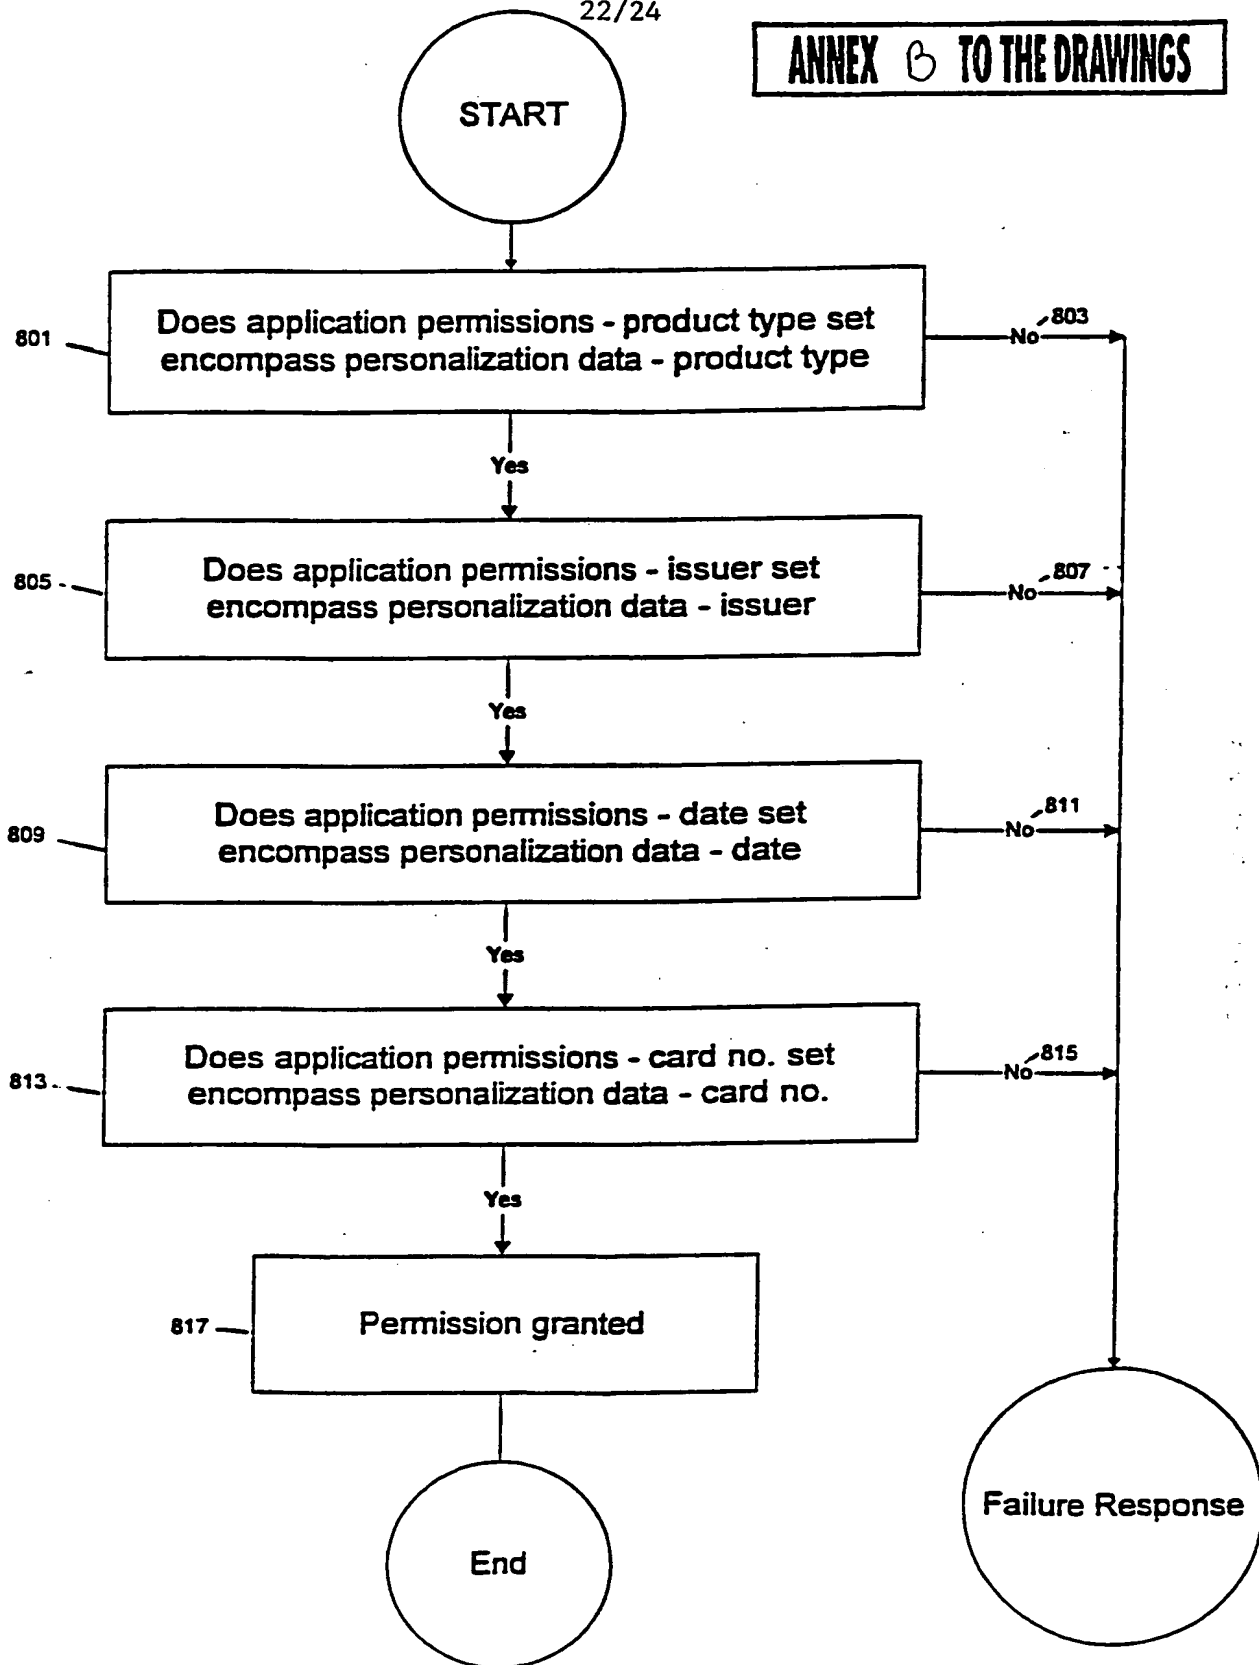 22/24
ANNEX B TO THE DRAWINGS
START
801
Does application permissions - product type set
encompass personalization data - product type
No
803
Yes
805
Does application permissions - issuer set
encompass personalization data - issuer
No
807
Yes
809
Does application permissions - date set
encompass personalization data - date
No
811
Yes
813
Does application permissions - card no. set
encompass personalization data - card no.
No
815
Yes
817
Permission granted
Failure Response
End